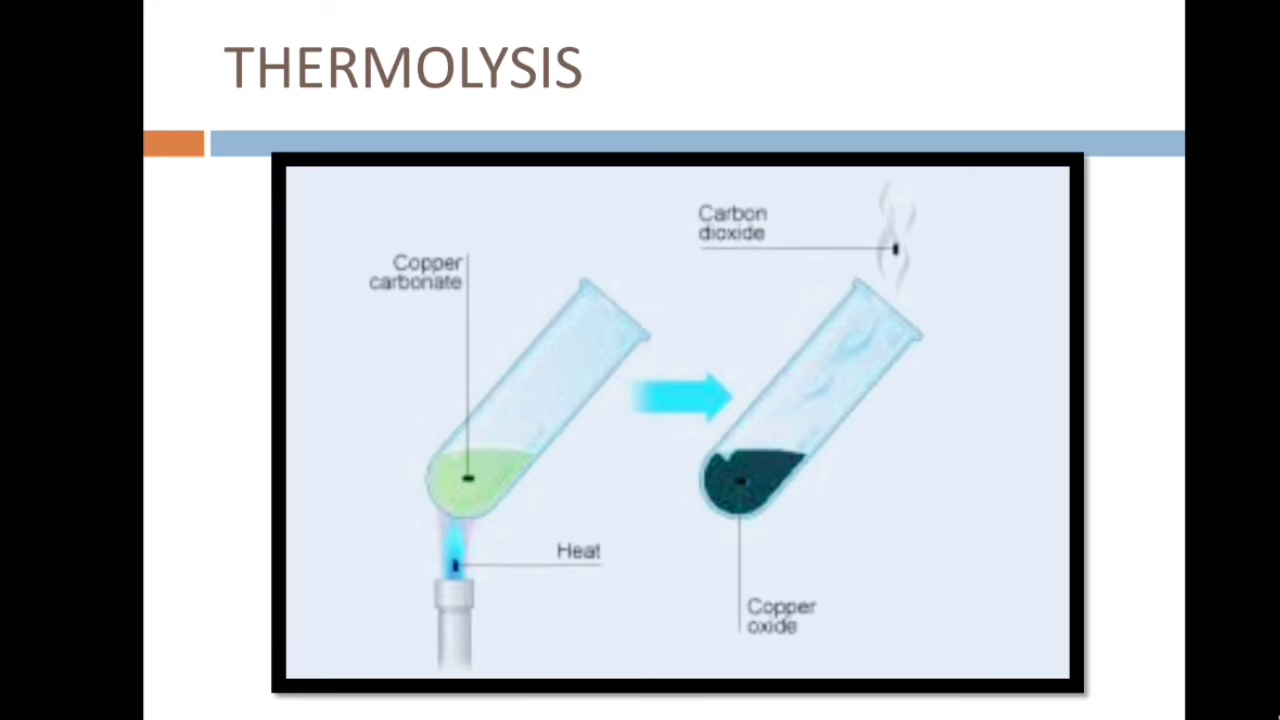 THERMOLYSIS
Carbon
dioxide
Copper
carbonate
Heat
Copper
oxide